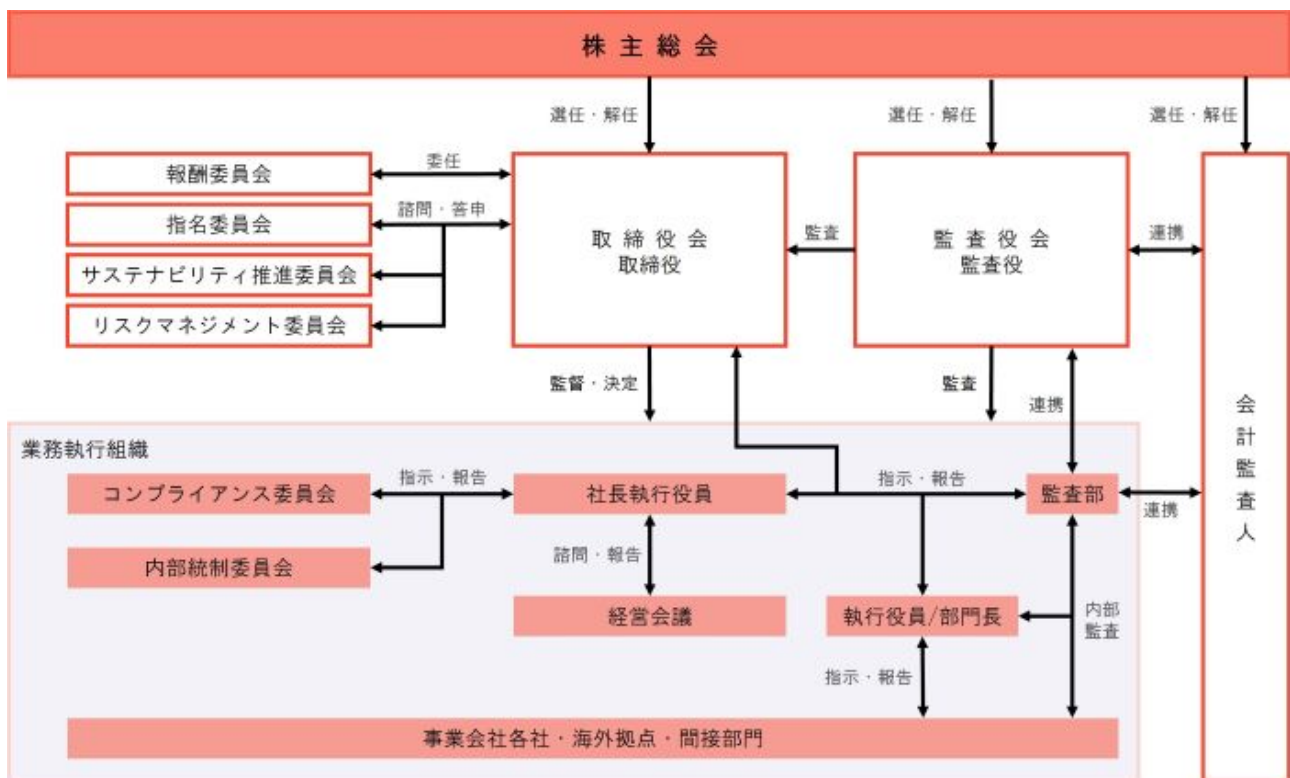 株主総会
選任・解任
選任・解任
選任・解任
報酬委員会
委任
指名委員会
諮問・答申
サステナビリティ推進委員会
リスクマネジメント委員会
取締役会
取締役
監査
監査役会
監査役
連携
監督・決定
監査
連携
会計監査人
業務執行組織
コンプライアンス委員会
指示・報告
社長執行役員
指示・報告
監査部
連携
内部統制委員会
諮問・報告
経営会議
執行役員/部門長
内部
監査
指示・報告
事業会社各社・海外拠点・間接部門